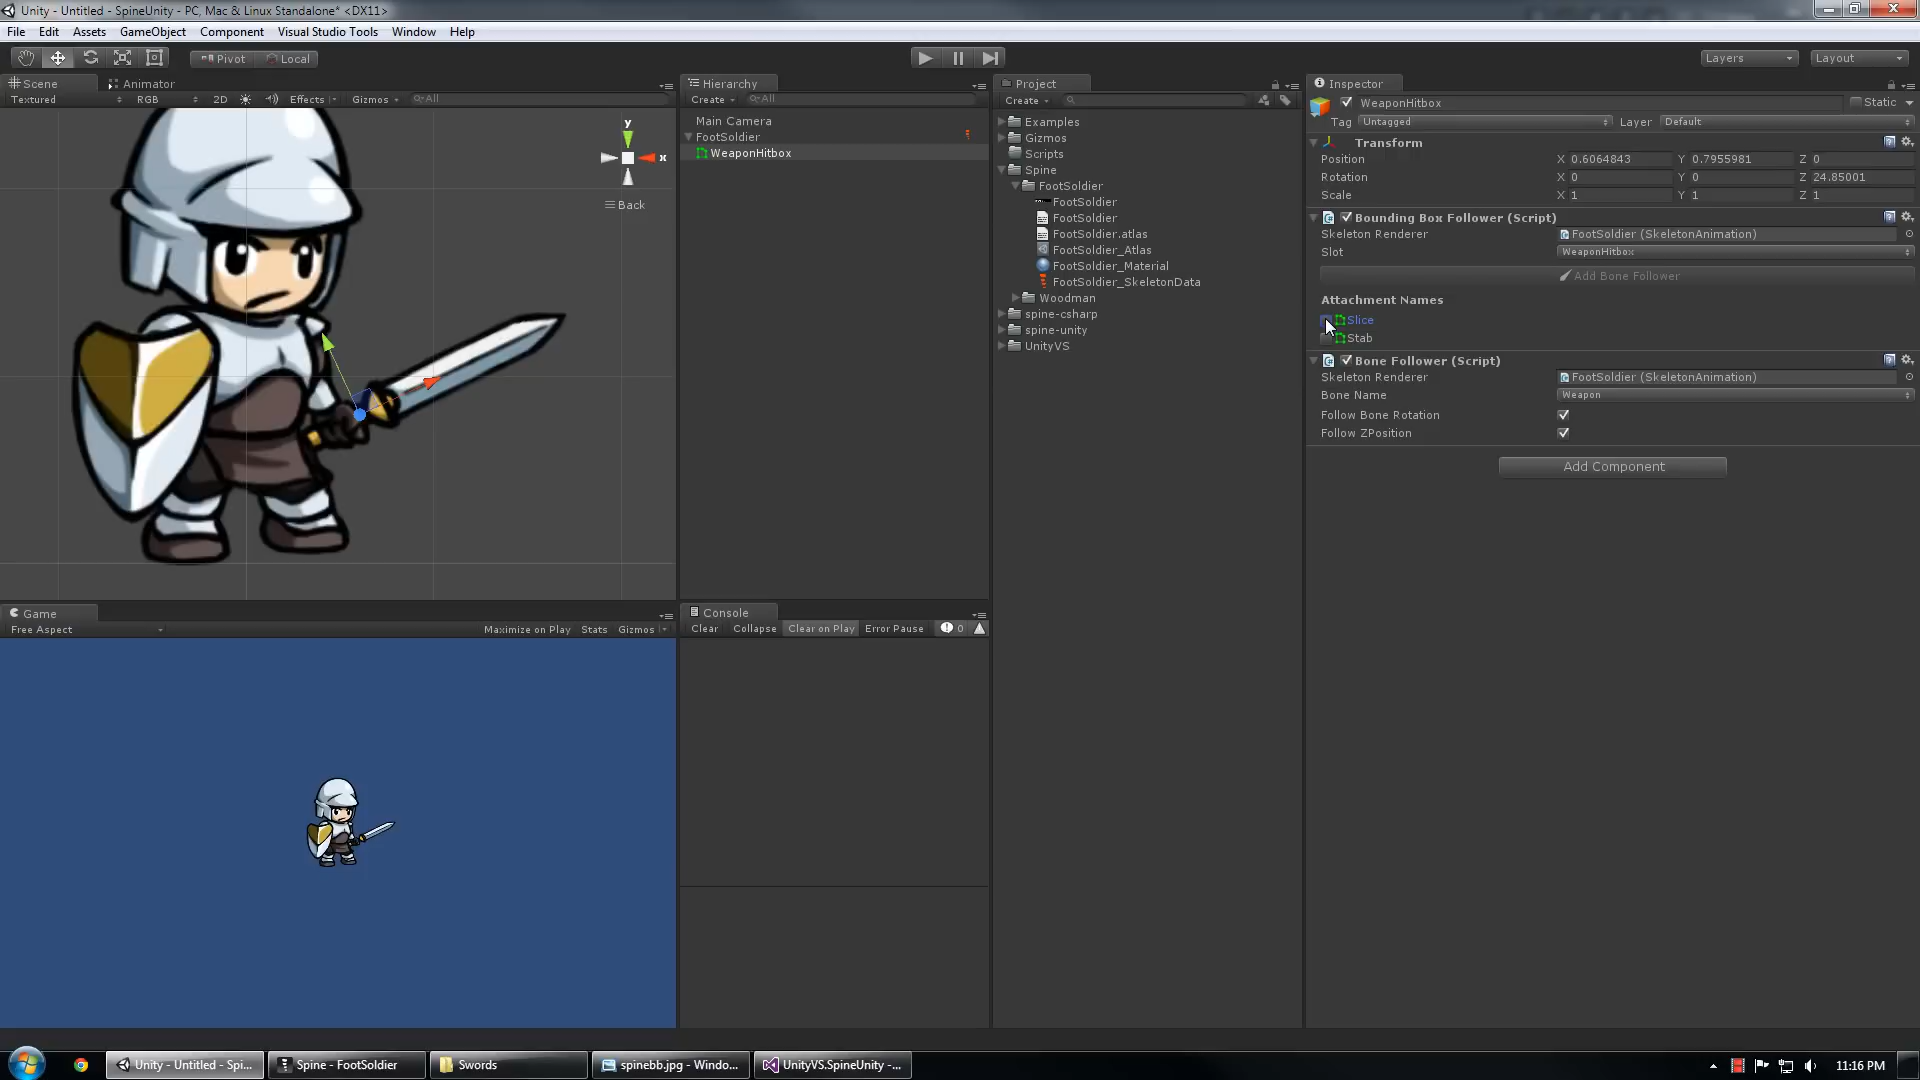 Unity - Untitled - SpineUnity - PC, Mac & Linux Standalone* <DX11>
File Edit Assets GameObject Component Visual Studio Tools Window Help
Pivot Local Layers Layout
Scene Animator
Textured RGB 2D Effects Gizmos All
y
x
Back
Game
Free Aspect Maximize on Play Stats Gizmos
Hierarchy
Create All
Main Camera
FootSoldier
WeaponHitbox
Console
Clear Collapse Clear on Play Error Pause 0
Project
Create
Examples
Gizmos
Scripts
Spine
FootSoldier
FootSoldier
FootSoldier
FootSoldier.atlas
FootSoldier_Atlas
FootSoldier_Material
FootSoldier_SkeletonData
Woodman
spine-csharp
spine-unity
UnityVS
Inspector
WeaponHitbox Static
Tag Untagged Layer Default
Transform
Position X 0.6064843 Y 0.7955981 Z 0
Rotation X 0 Y 0 Z 24.85001
Scale X 1 Y 1 Z 1
Bounding Box Follower (Script)
Skeleton Renderer FootSoldier (SkeletonAnimation)
Slot WeaponHitbox
Add Bone Follower
Attachment Names
Slice
Stab
Bone Follower (Script)
Skeleton Renderer FootSoldier (SkeletonAnimation)
Bone Name Weapon
Follow Bone Rotation
Follow ZPosition
Add Component
Unity - Untitled - Spi... Spine - FootSoldier Swords spinebb.jpg - Windo... UnityVS.SpineUnity -... 11:16 PM